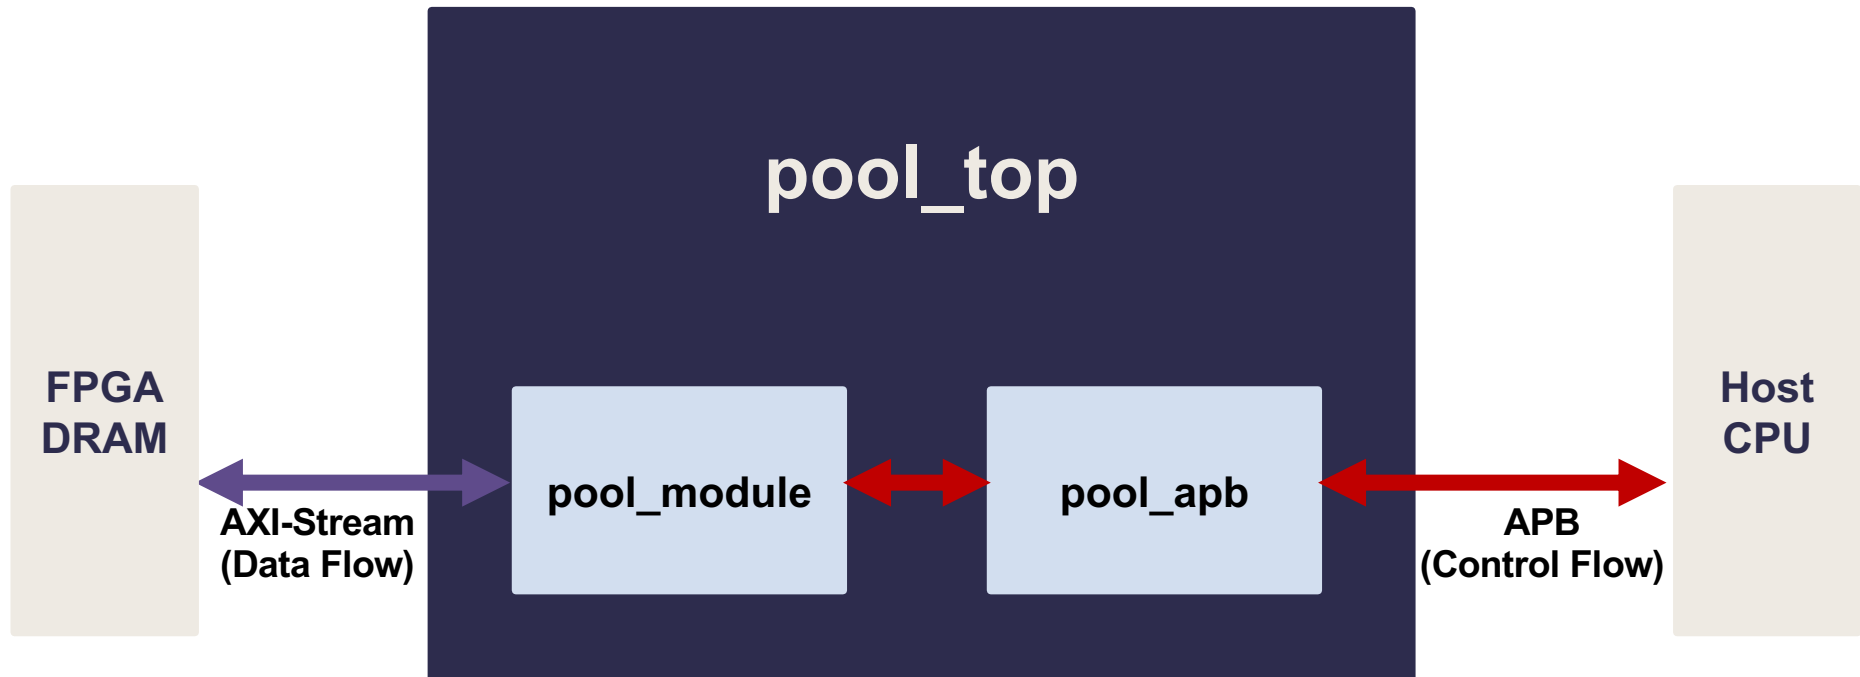 pool_top
FPGA
DRAM
Host
CPU
pool_module
pool_apb
AXI-Stream
(Data Flow)
APB
(Control Flow)